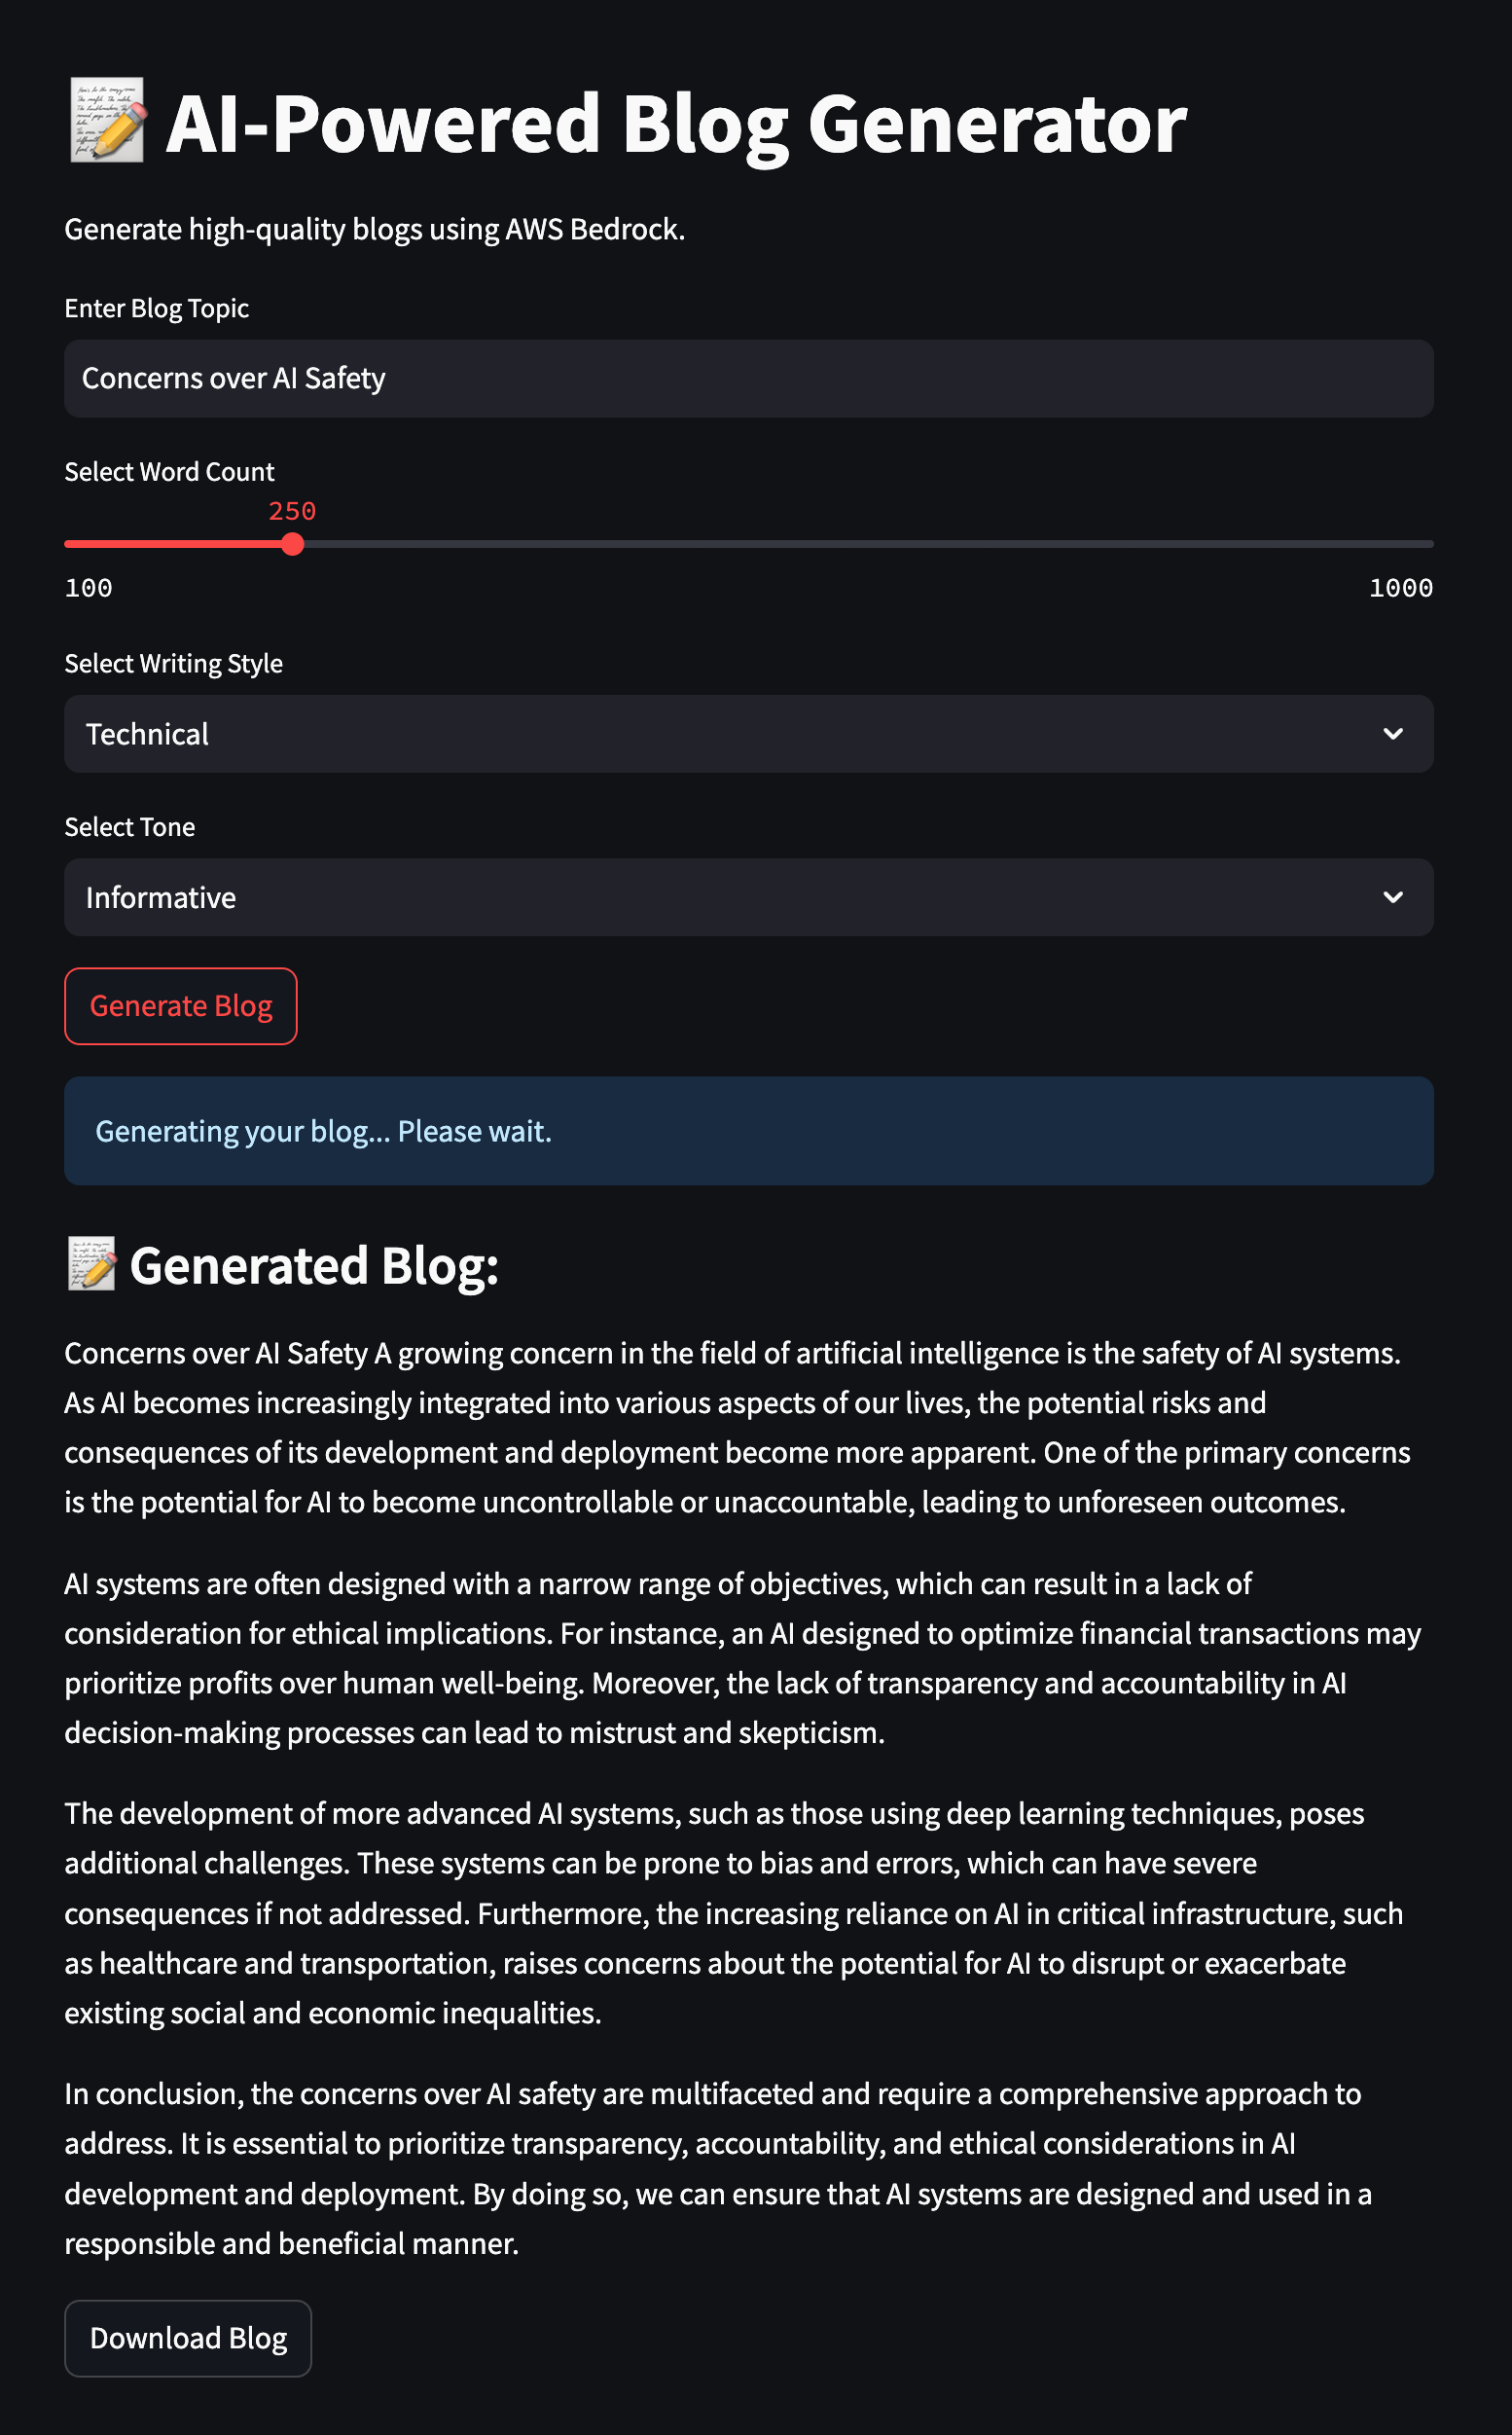 AI-Powered Blog Generator
Generate high-quality blogs using AWS Bedrock.
Enter Blog Topic
Concerns over AI Safety
Select Word Count
250
100
1000
Select Writing Style
Technical
Select Tone
Informative
Generate Blog
Generating your blog... Please wait.
Generated Blog:
Concerns over AI Safety A growing concern in the field of artificial intelligence is the safety of AI systems.
As AI becomes increasingly integrated into various aspects of our lives, the potential risks and
consequences of its development and deployment become more apparent. One of the primary concerns
is the potential for AI to become uncontrollable or unaccountable, leading to unforeseen outcomes.
AI systems are often designed with a narrow range of objectives, which can result in a lack of
consideration for ethical implications. For instance, an AI designed to optimize financial transactions may
prioritize profits over human well-being. Moreover, the lack of transparency and accountability in AI
decision-making processes can lead to mistrust and skepticism.
The development of more advanced AI systems, such as those using deep learning techniques, poses
additional challenges. These systems can be prone to bias and errors, which can have severe
consequences if not addressed. Furthermore, the increasing reliance on AI in critical infrastructure, such
as healthcare and transportation, raises concerns about the potential for AI to disrupt or exacerbate
existing social and economic inequalities.
In conclusion, the concerns over AI safety are multifaceted and require a comprehensive approach to
address. It is essential to prioritize transparency, accountability, and ethical considerations in AI
development and deployment. By doing so, we can ensure that AI systems are designed and used in a
responsible and beneficial manner.
Download Blog